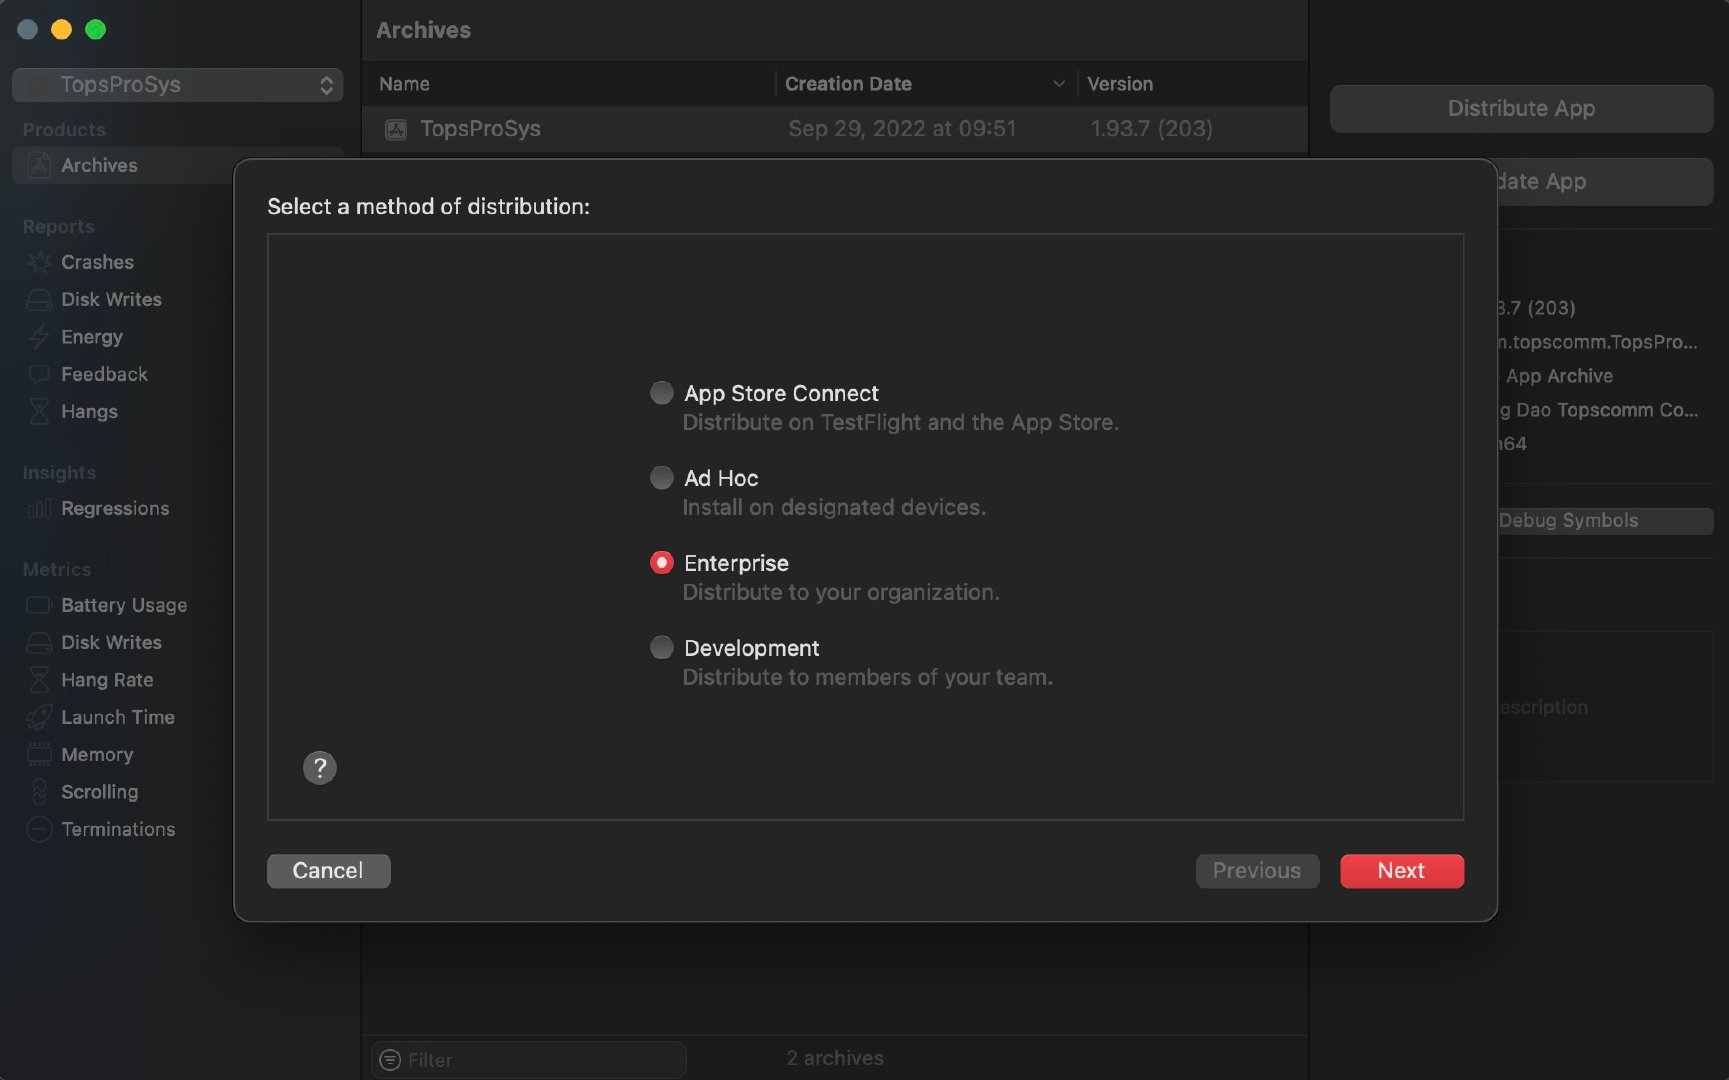 Archives
TopsProSys
Name
Creation Date
Version
TopsProSys
Sep 29, 2022 at 09:51
1.93.7 (203)
Distribute App
date App
Products
Archives
Reports
Crashes
Disk Writes
Energy
Feedback
Hangs
Insights
Regressions
Metrics
Battery Usage
Disk Writes
Hang Rate
Launch Time
Memory
Scrolling
Terminations
Select a method of distribution:
App Store Connect
Distribute on TestFlight and the App Store.
Ad Hoc
Install on designated devices.
Enterprise
Distribute to your organization.
Development
Distribute to members of your team.
?
Cancel
Previous
Next
3.7 (203)
m.topscomm.TopsPro...
App Archive
g Dao Topscomm Co...
64
Debug Symbols
escription
Filter
2 archives